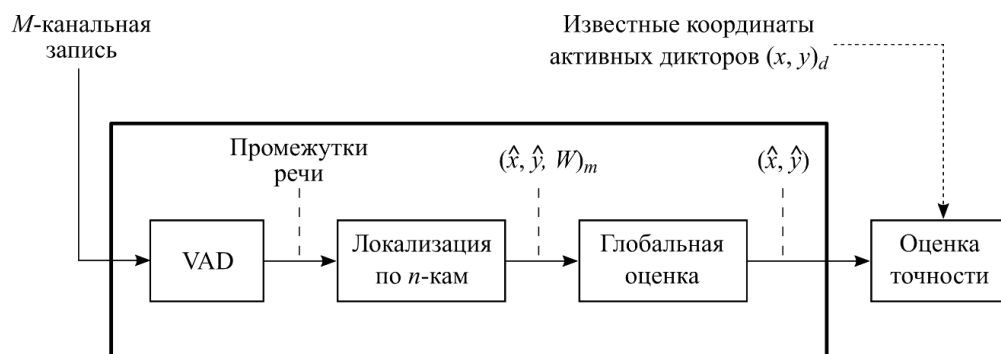 M-канальная
запись
Известные координаты
активных дикторов (x, y)d
Промежутки
речи
(x̂, ŷ, W)m
(x̂, ŷ)
VAD
Локализация
по n-кам
Глобальная
оценка
Оценка
точности